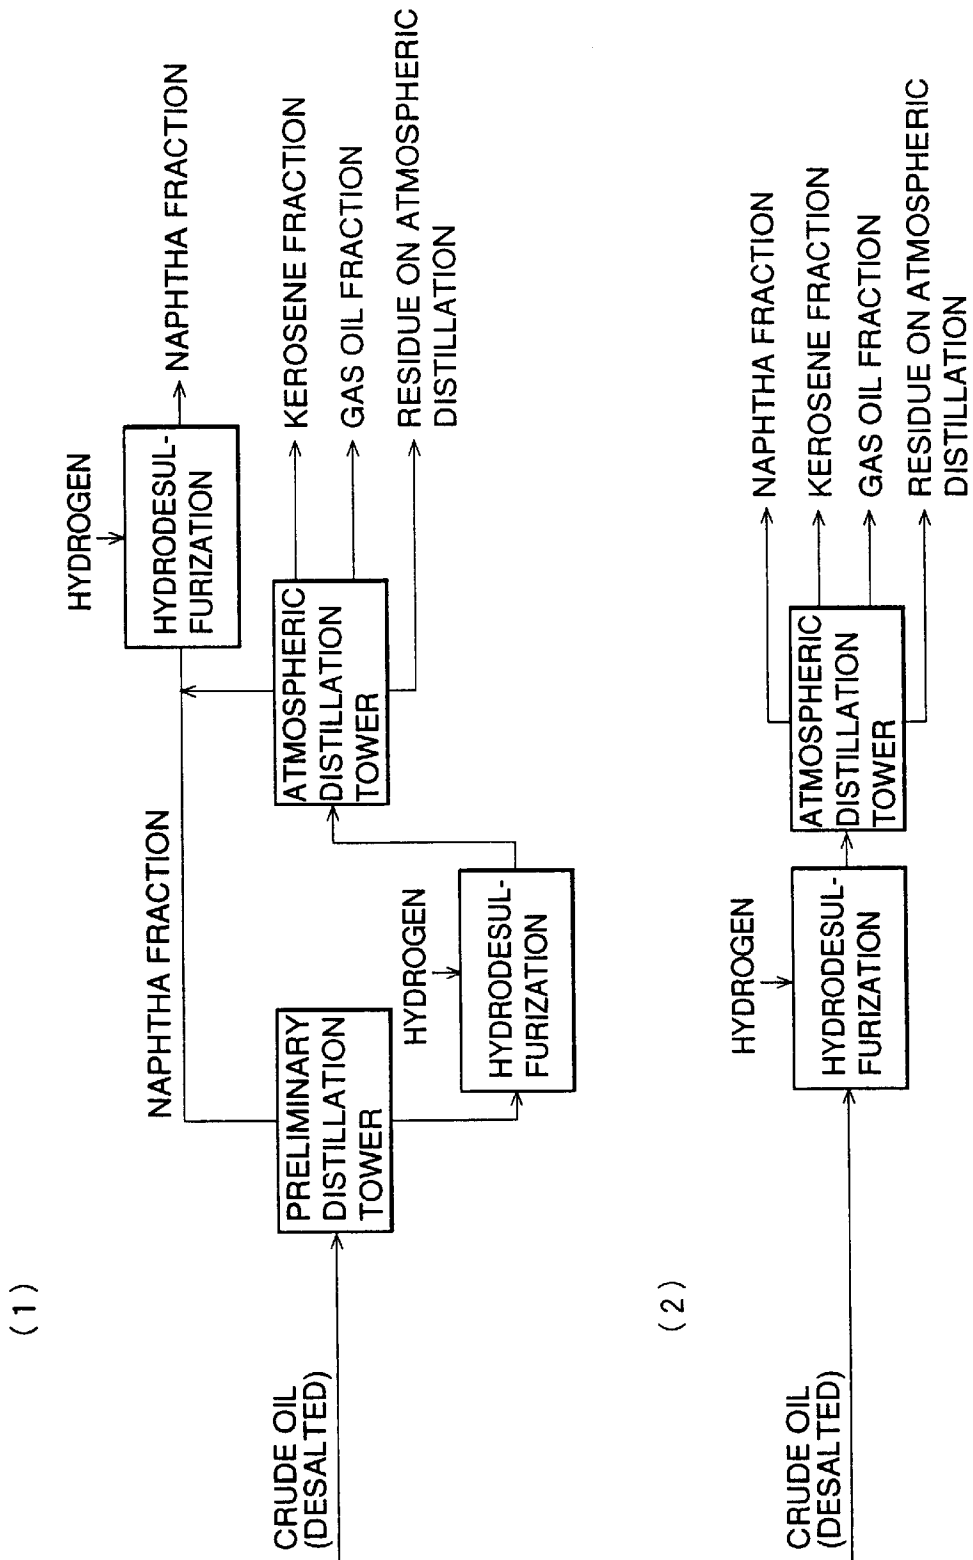 (1)
CRUDE OIL
(DESALTED)
PRELIMINARY
DISTILLATION
TOWER
NAPHTHA FRACTION
HYDROGEN
HYDRODESUL-
FURIZATION
ATMOSPHERIC
DISTILLATION
TOWER
HYDROGEN
HYDRODESUL-
FURIZATION
NAPHTHA FRACTION
KEROSENE FRACTION
GAS OIL FRACTION
RESIDUE ON ATMOSPHERIC
DISTILLATION
(2)
CRUDE OIL
(DESALTED)
HYDROGEN
HYDRODESUL-
FURIZATION
ATMOSPHERIC
DISTILLATION
TOWER
NAPHTHA FRACTION
KEROSENE FRACTION
GAS OIL FRACTION
RESIDUE ON ATMOSPHERIC
DISTILLATION